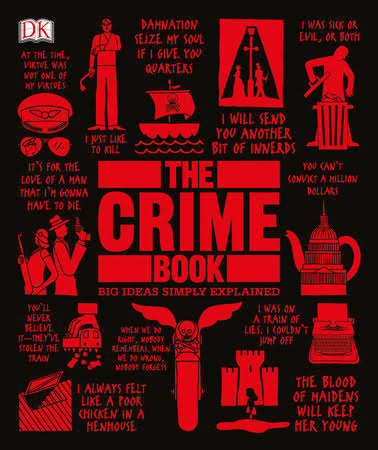 DK
AT THE TIME,
VIRTUE WAS
NOT ONE OF
MY VIRTUES
I JUST LIKE
TO KILL
DAMNATION
SEIZE MY SOUL
IF I GIVE YOU
QUARTERS
I WILL SEND
YOU ANOTHER
BIT OF INNERDS
I WAS SICK OR
EVIL, OR BOTH
IT'S FOR THE
LOVE OF A MAN
THAT I'M GONNA
HAVE TO DIE.
THE
CRIME
BOOK
BIG IDEAS SIMPLY EXPLAINED
YOU CAN'T
CONVICT A MILLION
DOLLARS
YOU'LL
NEVER
BELIEVE
IT—THEY'VE
STOLEN THE
TRAIN
WHEN WE DO
RIGHT, NOBODY
REMEMBERS. WHEN
WE DO WRONG,
NOBODY FORGETS
I WAS ON
A TRAIN OF
LIES. I COULDN'T
JUMP OFF
I ALWAYS FELT
LIKE A POOR
CHICKEN IN A
HENHOUSE
THE BLOOD
OF MAIDENS
WILL KEEP
HER YOUNG